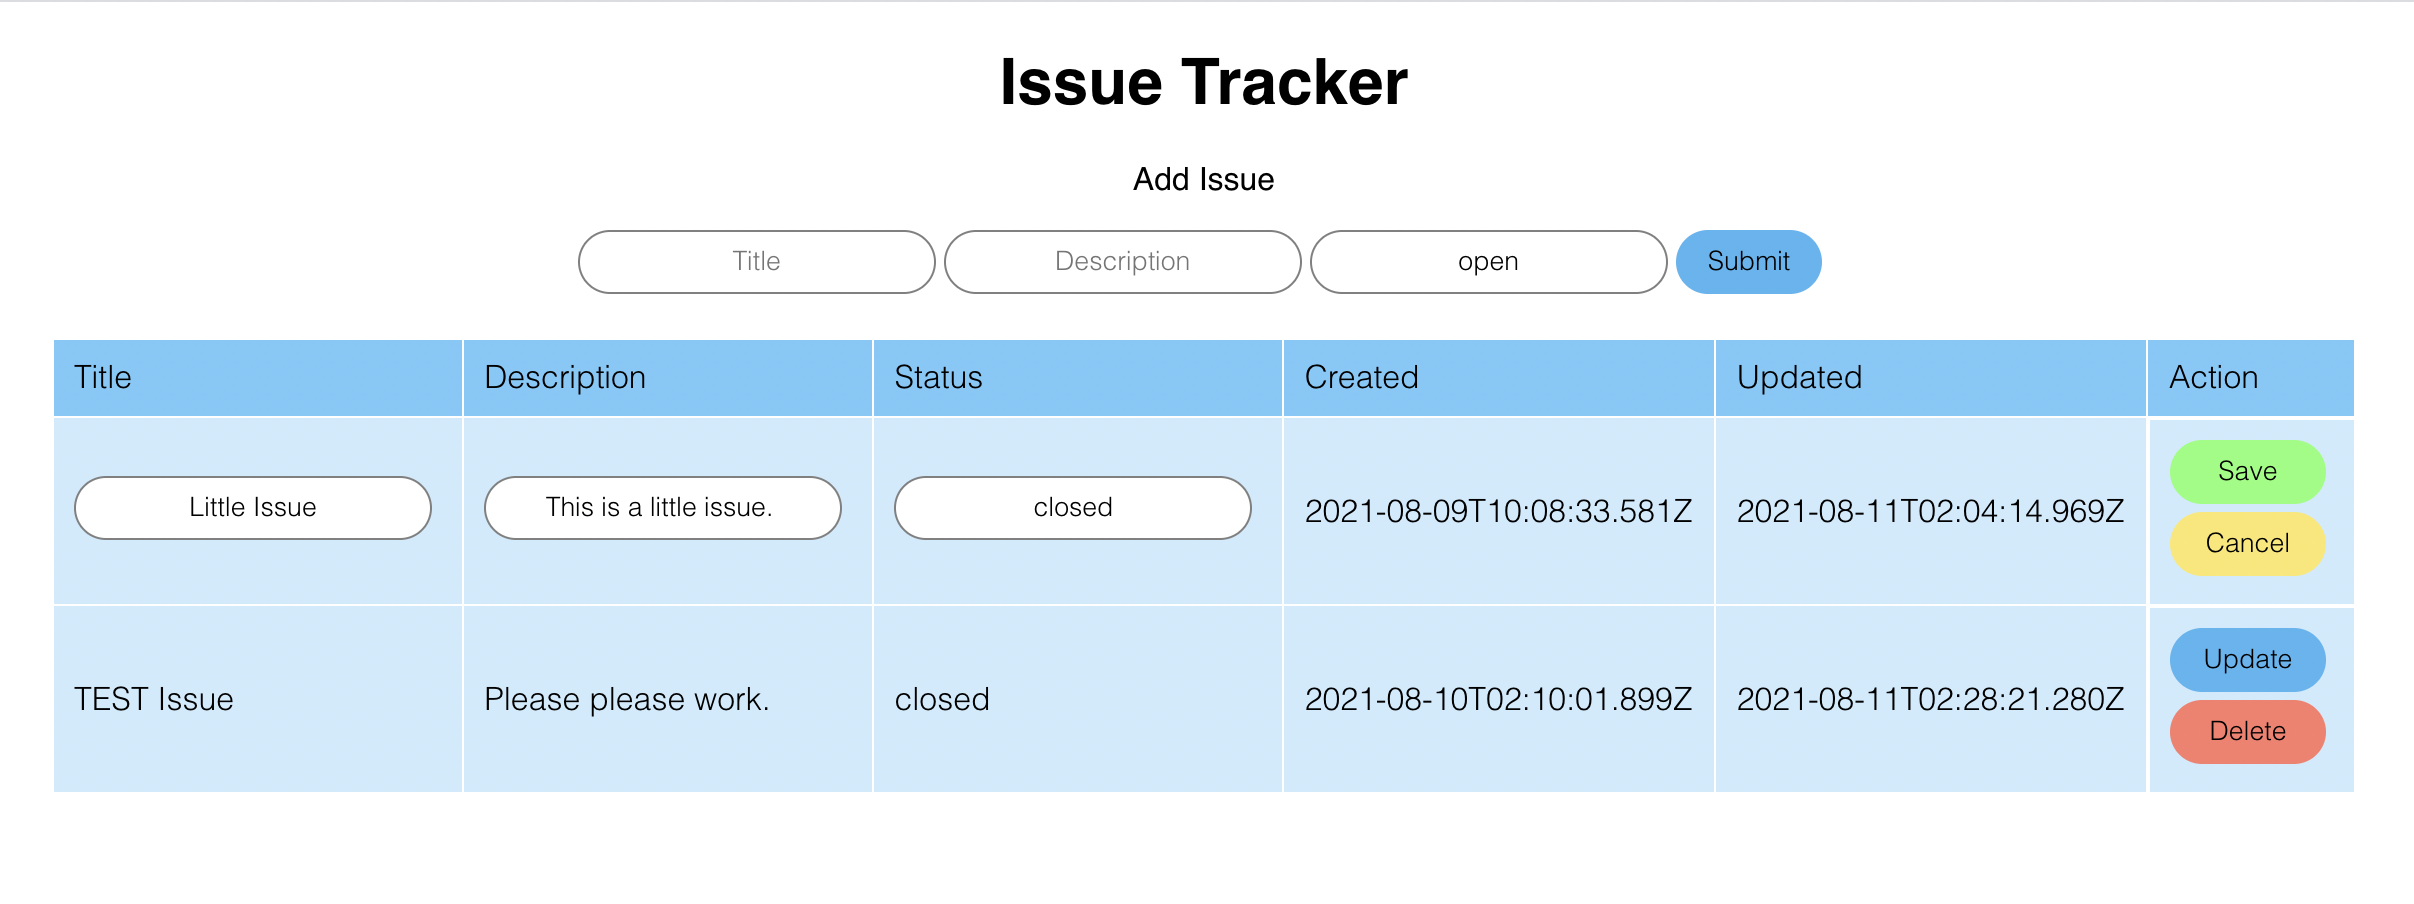 Issue Tracker
Add Issue
Title Description open Submit
Title Description Status Created Updated Action
Little Issue This is a little issue. closed 2021-08-09T10:08:33.581Z 2021-08-11T02:04:14.969Z Save
Cancel
TEST Issue Please please work. closed 2021-08-10T02:10:01.899Z 2021-08-11T02:28:21.280Z Update
Delete